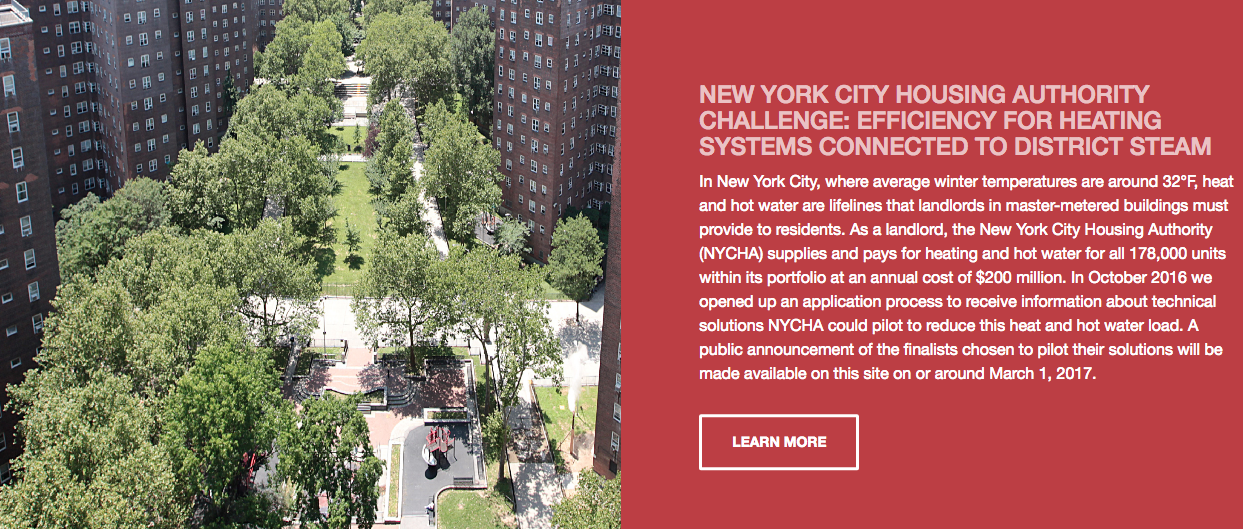 NEW YORK CITY HOUSING AUTHORITY
CHALLENGE: EFFICIENCY FOR HEATING
SYSTEMS CONNECTED TO DISTRICT STEAM
In New York City, where average winter temperatures are around 32°F, heat
and hot water are lifelines that landlords in master-metered buildings must
provide to residents. As a landlord, the New York City Housing Authority
(NYCHA) supplies and pays for heating and hot water for all 178,000 units
within its portfolio at an annual cost of $200 million. In October 2016 we
opened up an application process to receive information about technical
solutions NYCHA could pilot to reduce this heat and hot water load. A
public announcement of the finalists chosen to pilot their solutions will be
made available on this site on or around March 1, 2017.
LEARN MORE